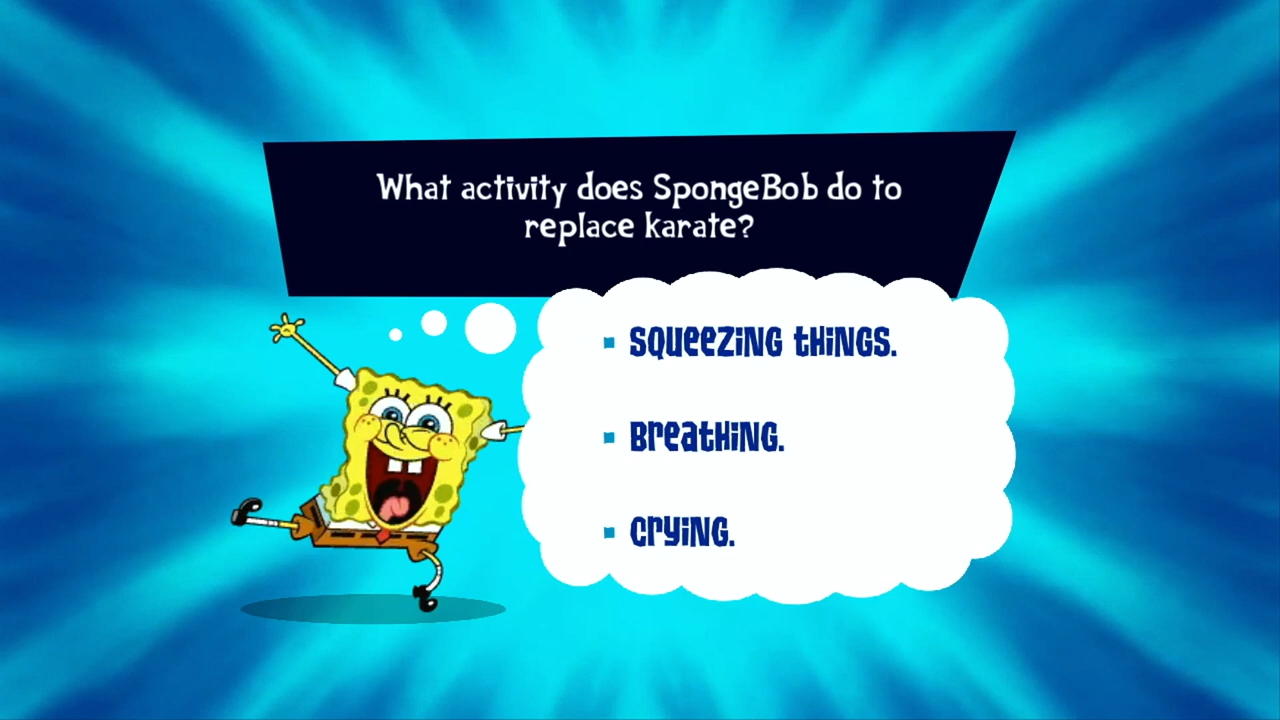 What activity does SpongeBob do to
replace karate?
SQUEEZING THINGS.
BREATHING.
CRYING.